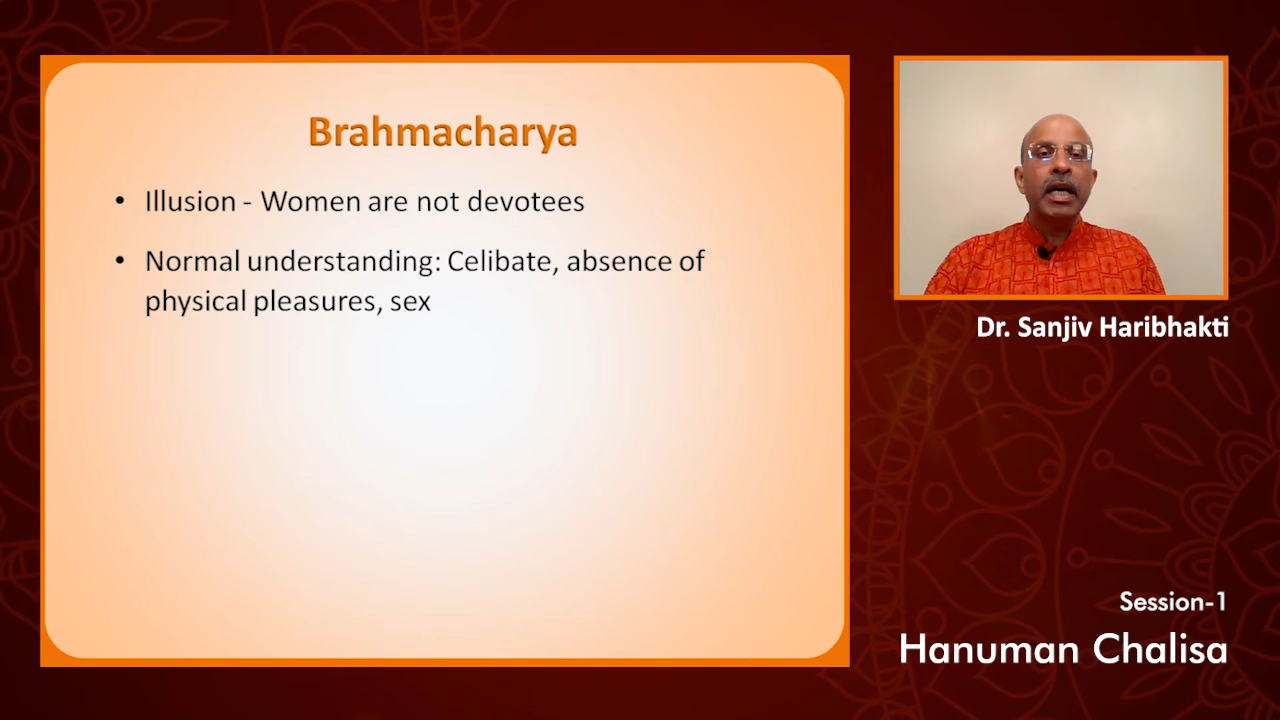 Brahmacharya
• Illusion - Women are not devotees
• Normal understanding: Celibate, absence of
physical pleasures, sex
Dr. Sanjiv Haribhakti
Session-1
Hanuman Chalisa